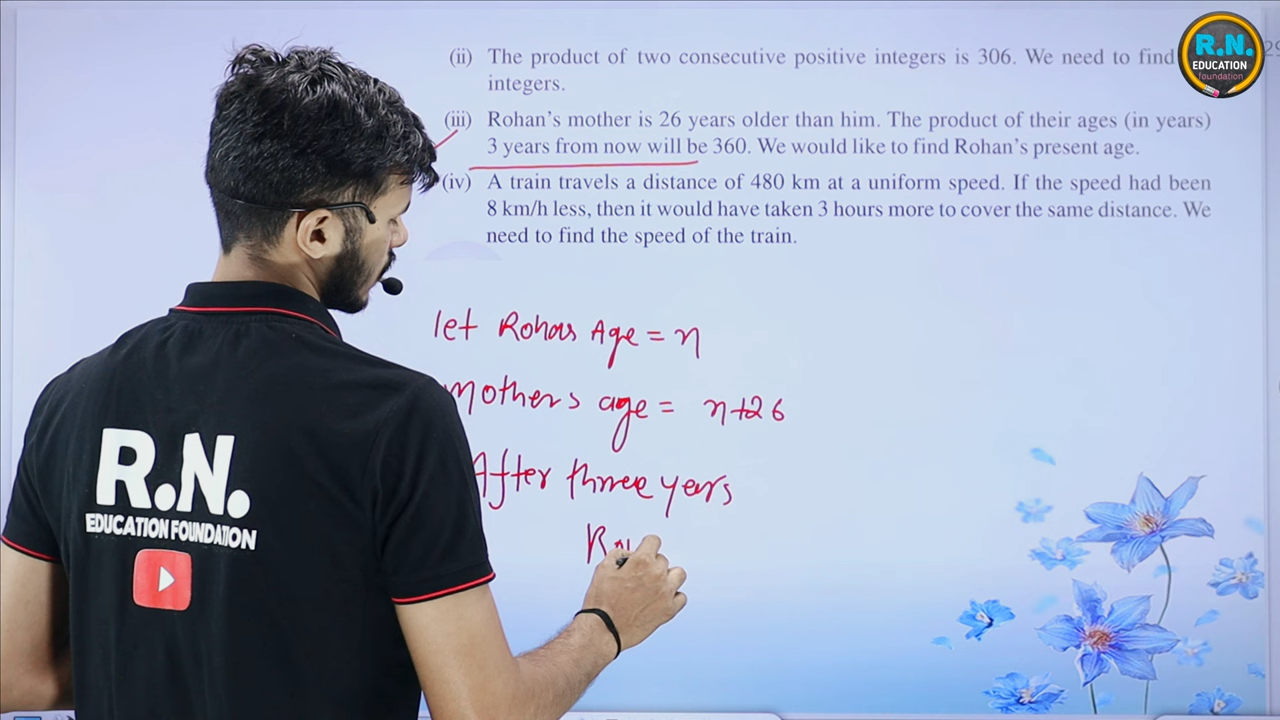 R.N.
EDUCATION
foundation
(ii) The product of two consecutive positive integers is 306. We need to find
integers.
(iii) Rohan's mother is 26 years older than him. The product of their ages (in years)
3 years from now will be 360. We would like to find Rohan's present age.
(iv) A train travels a distance of 480 km at a uniform speed. If the speed had been
8 km/h less, then it would have taken 3 hours more to cover the same distance. We
need to find the speed of the train.
let Rohas Age = x
mothers age = x+26
After three years
R.N.
EDUCATION FOUNDATION